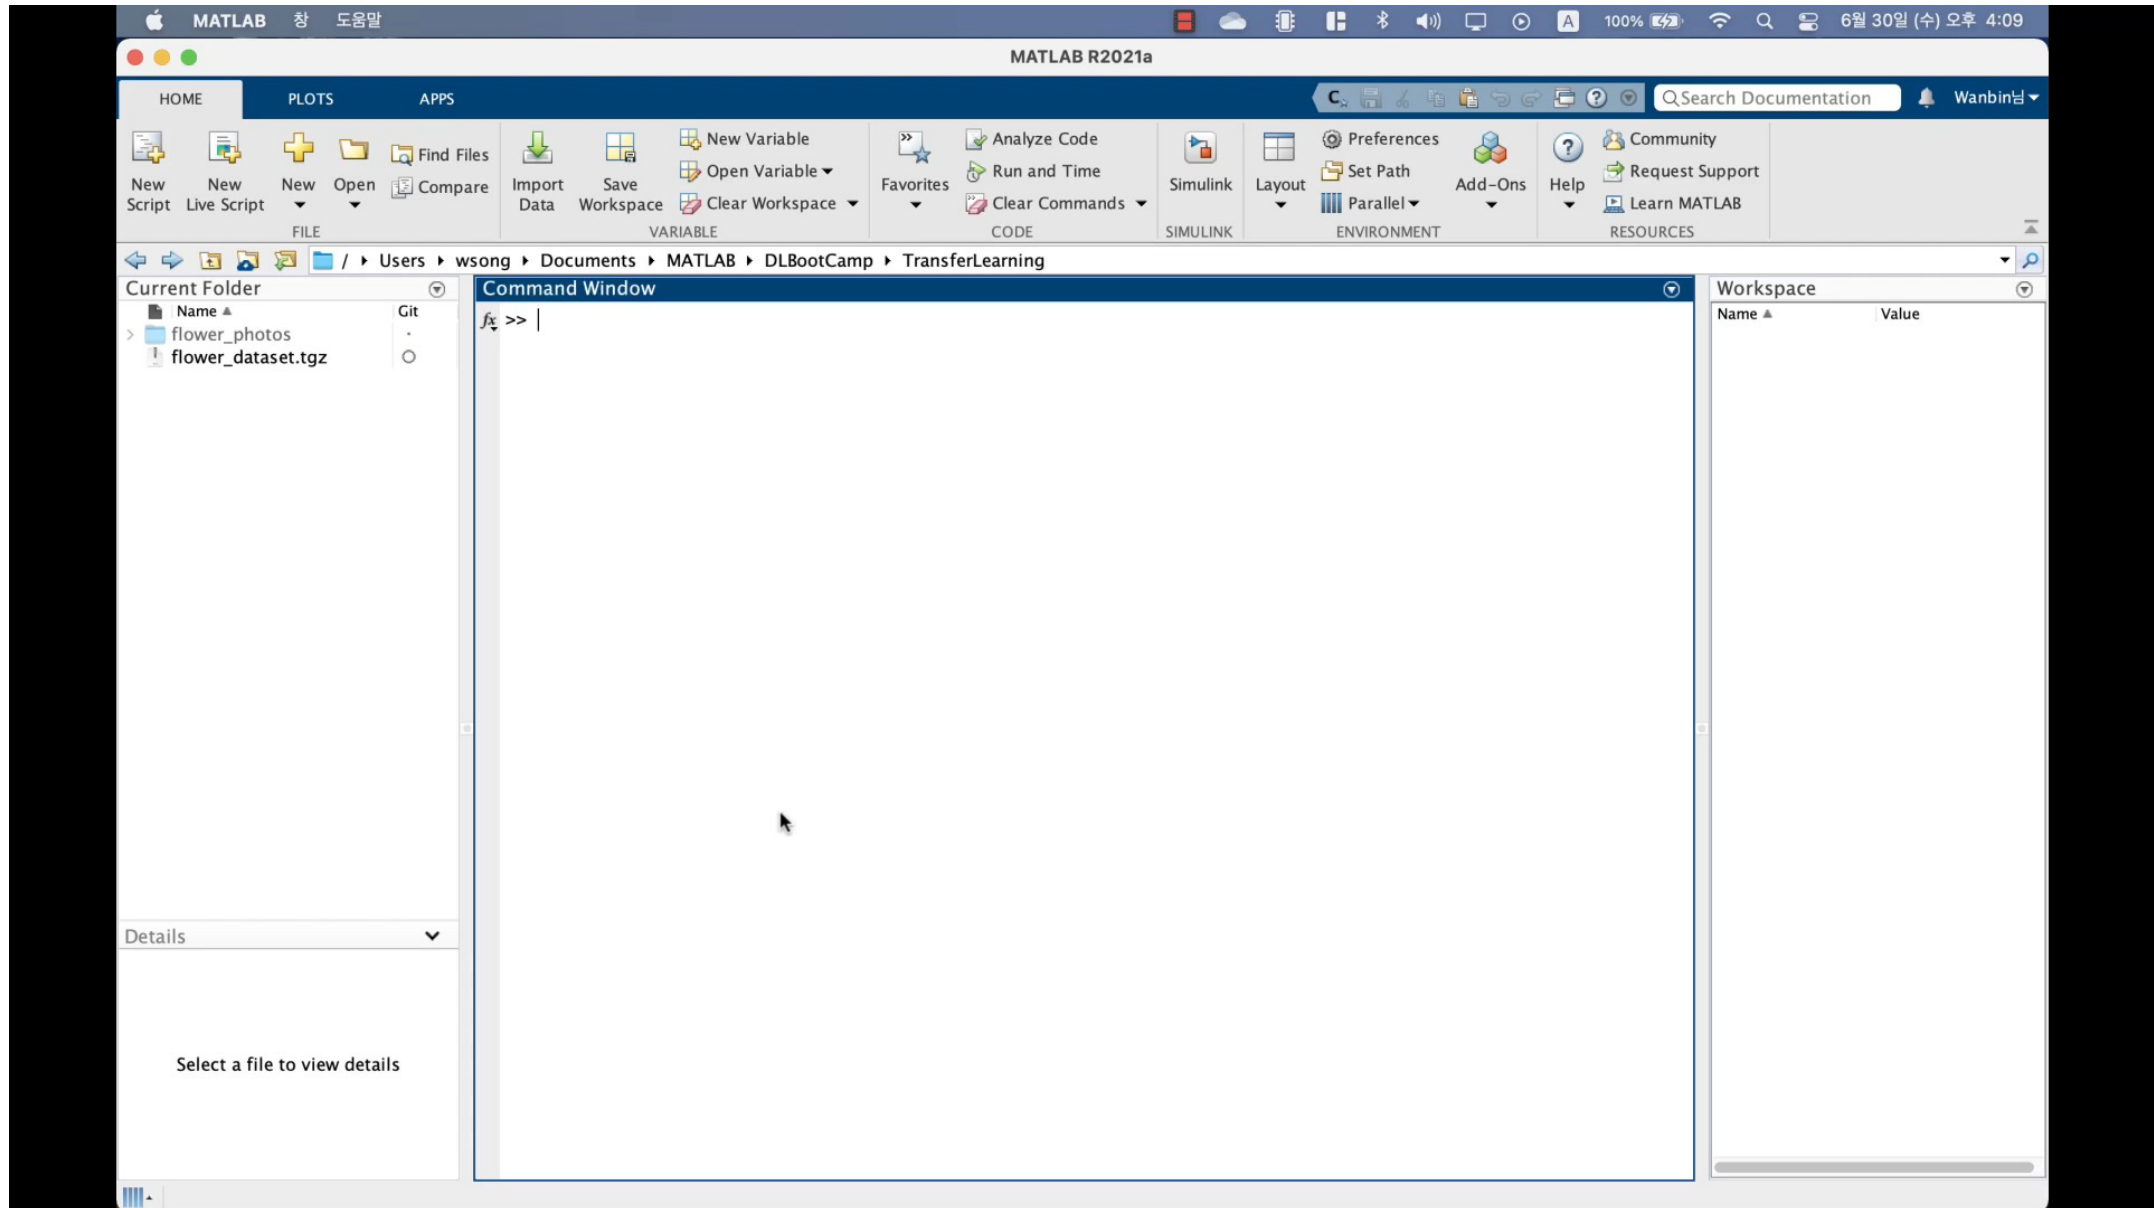 MATLAB 창 도움말 A 100% 6월 30일 (수) 오후 4:09
MATLAB R2021a
HOME PLOTS APPS Search Documentation Wanbin님
New Script
New Live Script
New
Open
Find Files
Compare
FILE
Import Data
Save Workspace
New Variable
Open Variable
Clear Workspace
VARIABLE
Favorites
Analyze Code
Run and Time
Clear Commands
CODE
Simulink
SIMULINK
Layout
Preferences
Set Path
Parallel
Add-Ons
ENVIRONMENT
Help
Community
Request Support
Learn MATLAB
RESOURCES
/ Users wsong Documents MATLAB DLBootCamp TransferLearning
Current Folder
Name Git
flower_photos
flower_dataset.tgz
Details
Select a file to view details
Command Window
fx >>
Workspace
Name Value